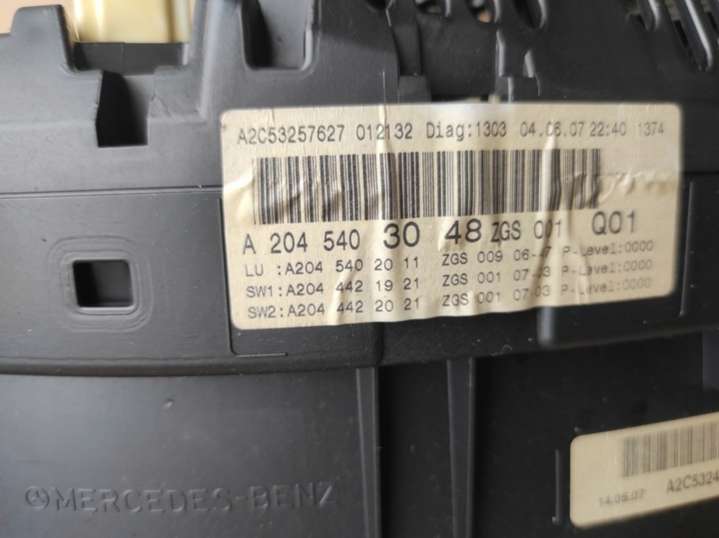 A2C53257627 012132 Diag:1303 04.06.07 22:40 1374
A 204 540 30 48 ZGS 001 Q01
LU :A204 540 20 11 ZGS 009 06-47 P-Level:0000
SW1:A204 442 19 21 ZGS 001 07-03 P-Level:0000
SW2:A204 442 20 21 ZGS 001 07-03 P-Level:0000
MERCEDES-BENZ
14.06.07 A2C5324